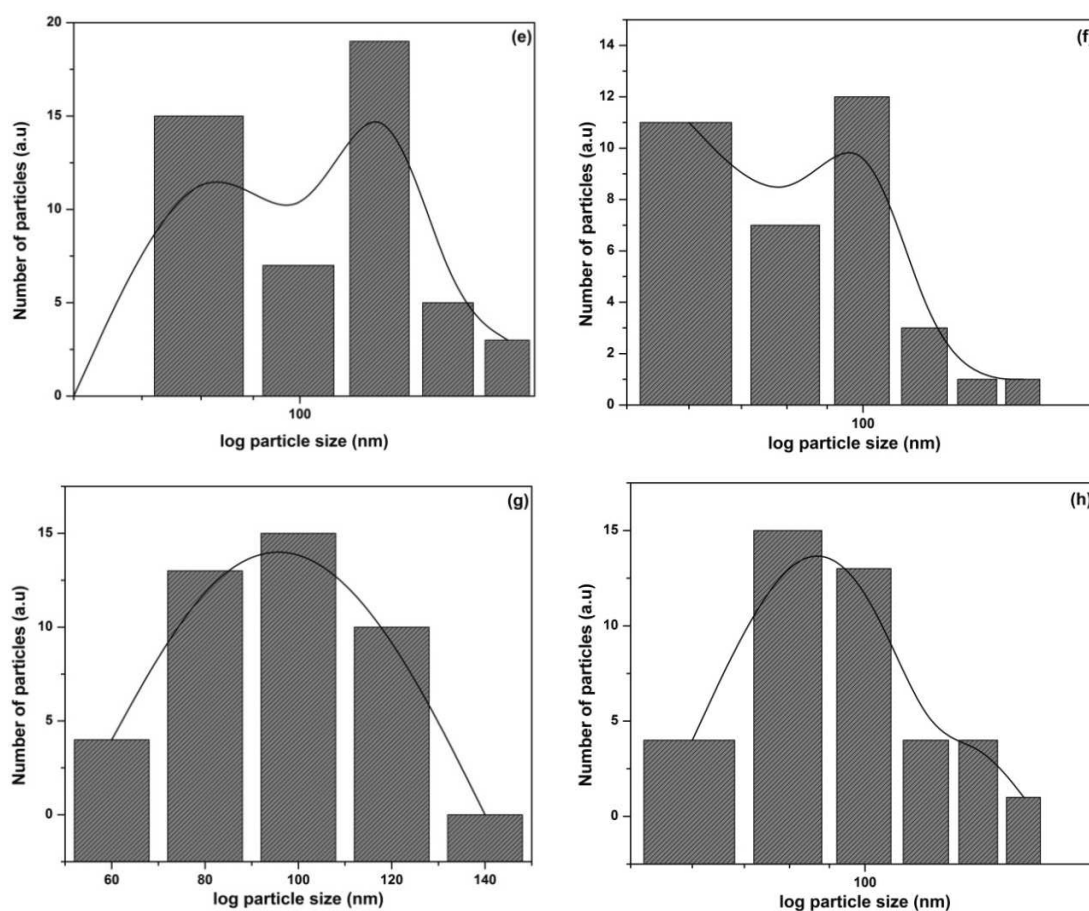 (e)
20
15
10
5
0
Number of particles (a.u)
100
log particle size (nm)
(f)
14
12
10
8
6
4
2
0
Number of particles (a.u)
100
log particle size (nm)
(g)
15
10
5
0
Number of particles (a.u)
60 80 100 120 140
log particle size (nm)
(h)
15
10
5
0
Number of particles (a.u)
100
log particle size (nm)